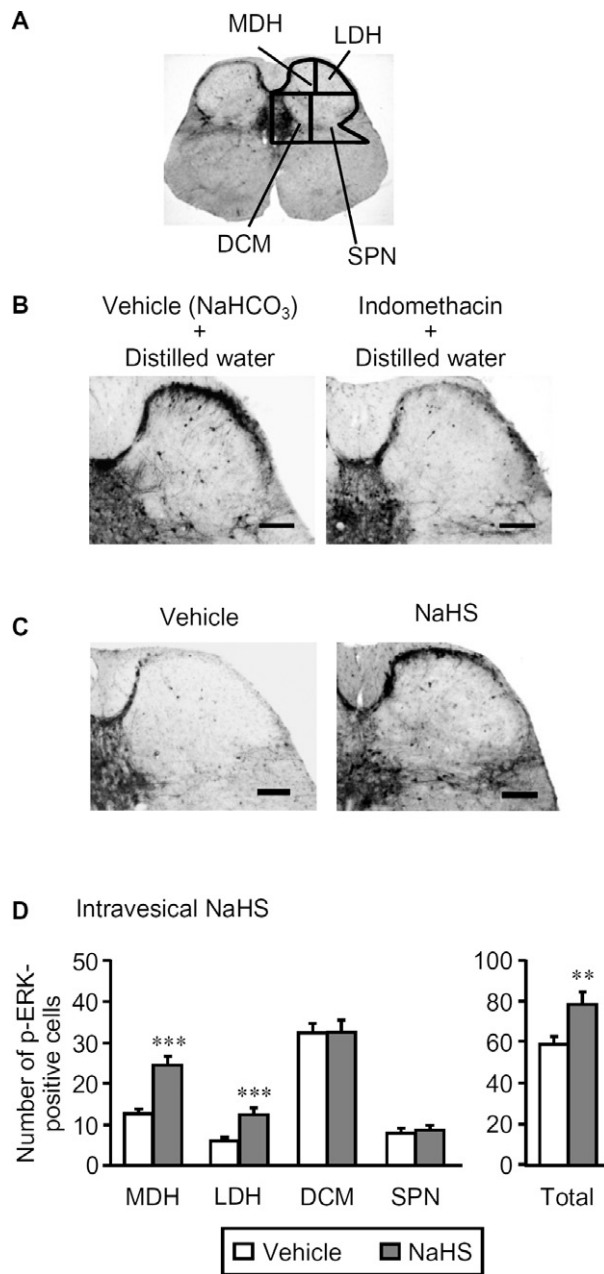 A
MDH
LDH
DCM
SPN
B
Vehicle (NaHCO₃)
+
Distilled water
Indomethacin
+
Distilled water
C
Vehicle
NaHS
D Intravesical NaHS
Number of p-ERK-
positive cells
50
40
30
20
10
0
***
***
MDH
LDH
DCM
SPN
100
80
60
40
20
0
**
Total
Vehicle
NaHS